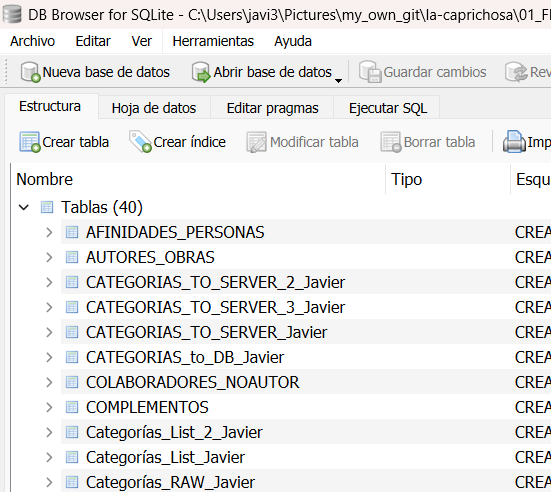 DB Browser for SQLite - C:\Users\javi3\Pictures\my_own_git\la-caprichosa\01_F
Archivo Editar Ver Herramientas Ayuda
Nueva base de datos Abrir base de datos Guardar cambios Rev
Estructura Hoja de datos Editar pragmas Ejecutar SQL
Crear tabla Crear índice Modificar tabla Borrar tabla Imp
Nombre Tipo Esqu
Tablas (40)
AFINIDADES_PERSONAS CREA
AUTORES_OBRAS CREA
CATEGORIAS_TO_SERVER_2_Javier CREA
CATEGORIAS_TO_SERVER_3_Javier CREA
CATEGORIAS_TO_SERVER_Javier CREA
CATEGORIAS_to_DB_Javier CREA
COLABORADORES_NOAUTOR CREA
COMPLEMENTOS CREA
Categorías_List_2_Javier CREA
Categorías_List_Javier CREA
Categorías_RAW_Javier CREA